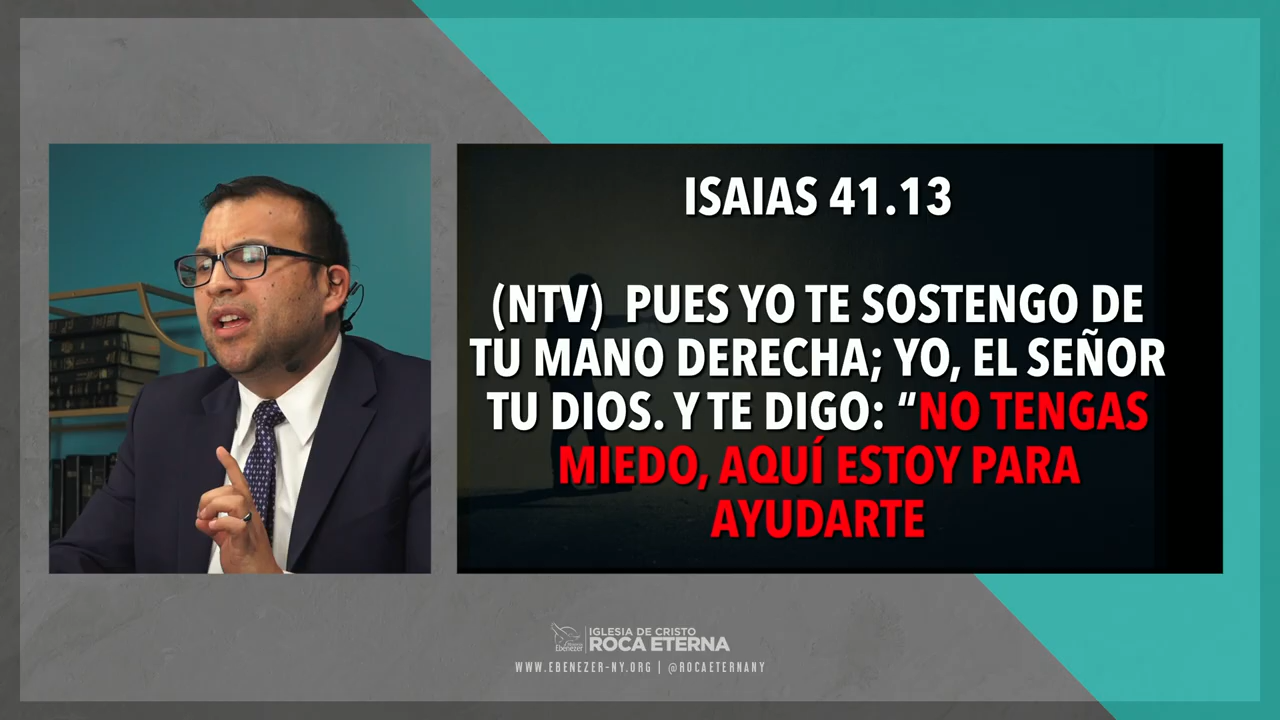 ISAIAS 41.13
(NTV) PUES YO TE SOSTENGO DE
TU MANO DERECHA; YO, EL SEÑOR
TU DIOS. Y TE DIGO: “NO TENGAS
MIEDO, AQUÍ ESTOY PARA
AYUDARTE
Ebenezer
IGLESIA DE CRISTO
ROCA ETERNA
WWW.EBENEZER-NY.ORG | @ROCAETERNANY